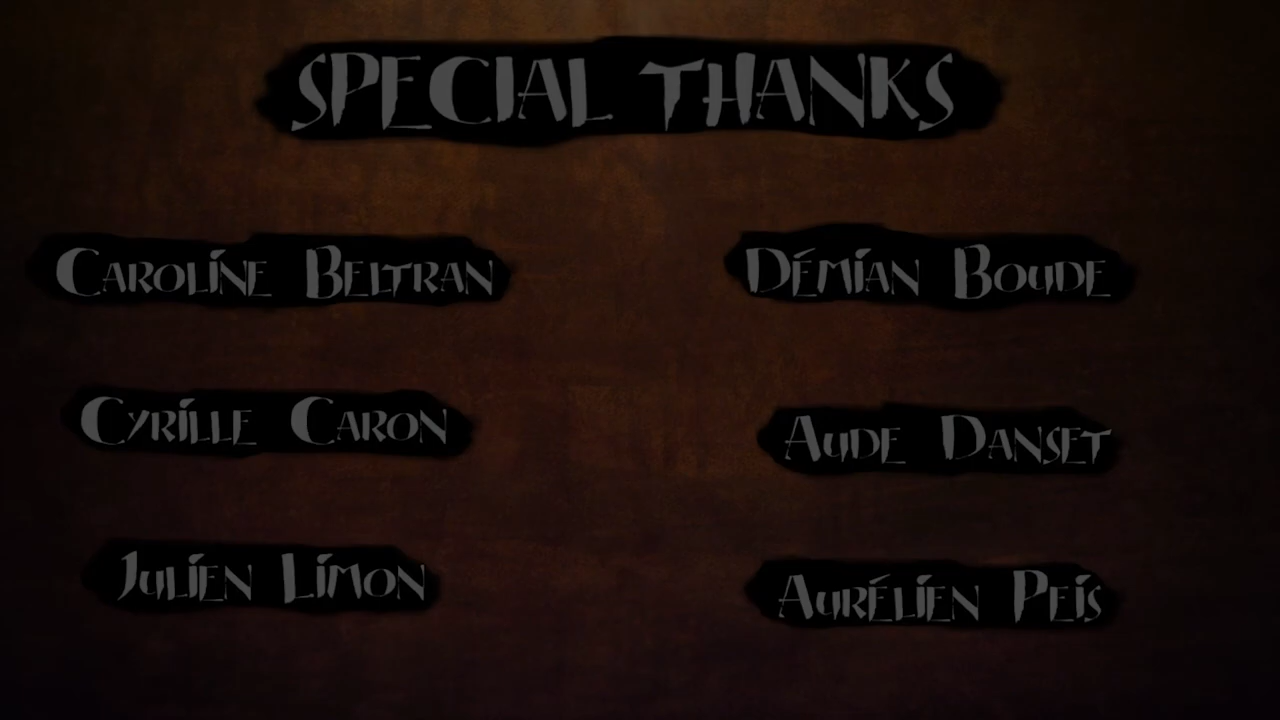 SPECIAL THANKS
CAROLINE BELTRAN
DÉMIAN BOUDE
CYRILLE CARON
AUDE DANSET
JULIEN LIMON
AURÉLIEN PEIS